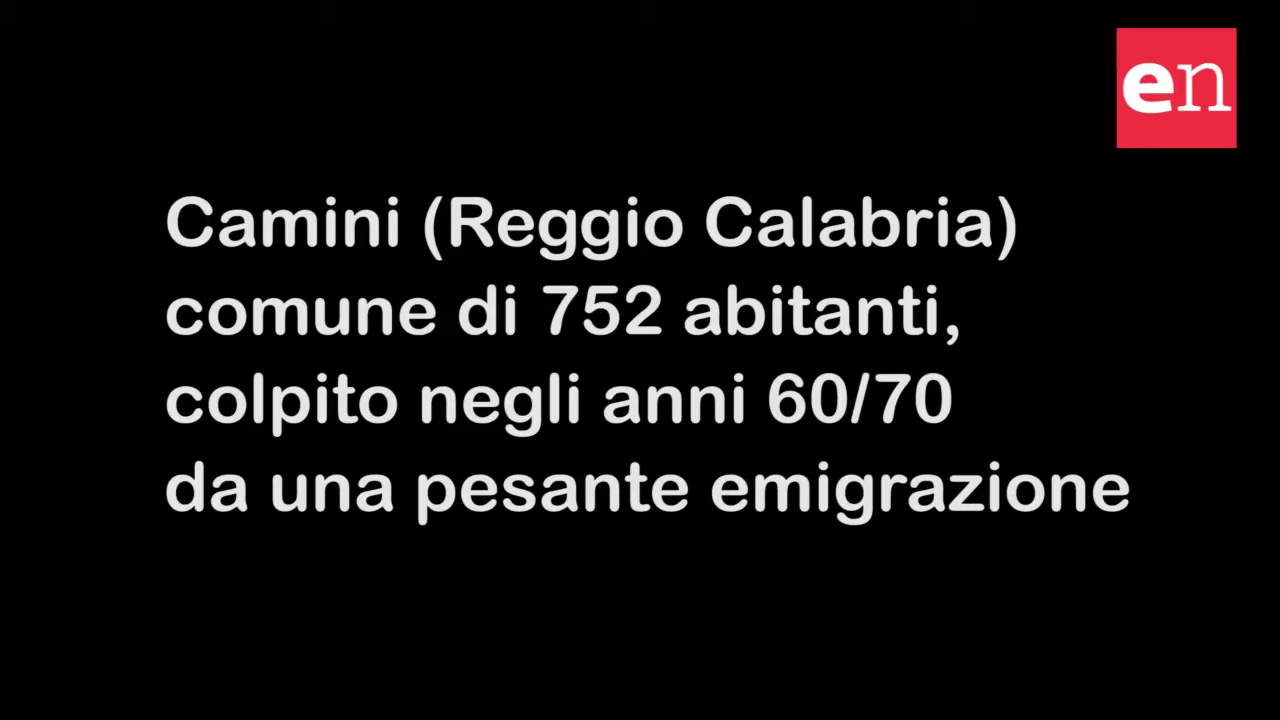 en
Camini (Reggio Calabria)
comune di 752 abitanti,
colpito negli anni 60/70
da una pesante emigrazione